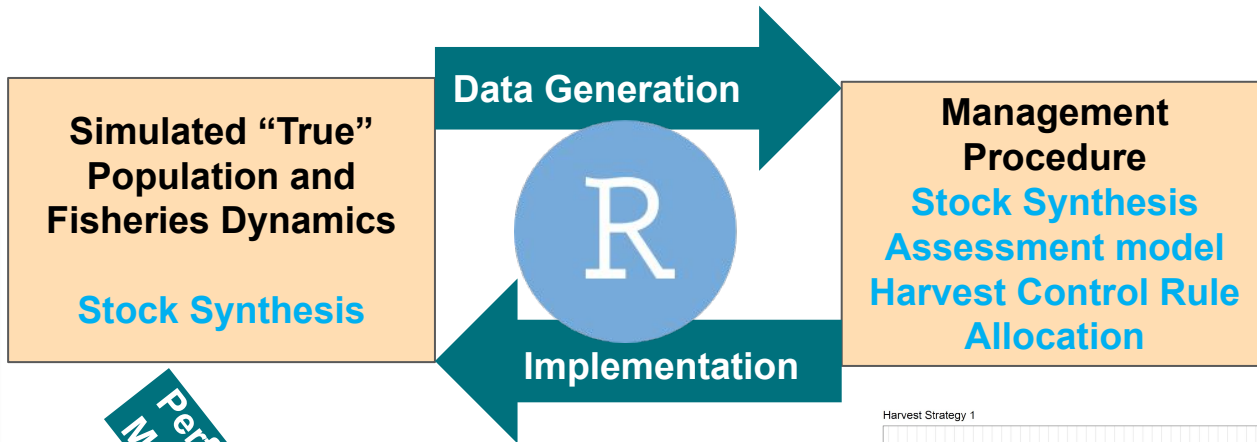 Data Generation
Simulated “True”
Population and
Fisheries Dynamics
Stock Synthesis
R
Management
Procedure
Stock Synthesis
Assessment model
Harvest Control Rule
Allocation
Implementation
Harvest Strategy 1